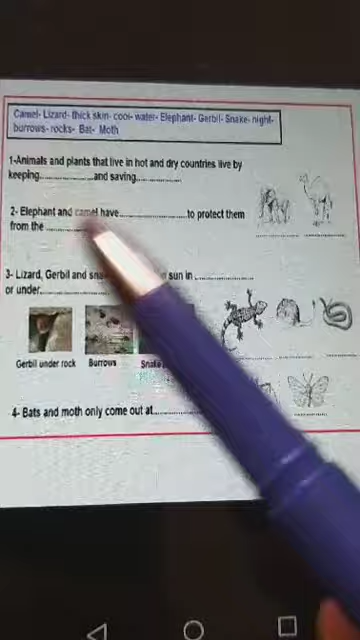 Camel- Lizard- thick skin- cool- water- Elephant- Gerbil- Snake- night-
burrows- rocks- Bat- Moth
1-Animals and plants that live in hot and dry countries live by
keeping....................and saving..................
2- Elephant and camel have..........................to protect them
from the ..............
3- Lizard, Gerbil and sun in ......................
or under..............
Gerbil under rock Burrows Snake
4- Bats and moth only come out at..............